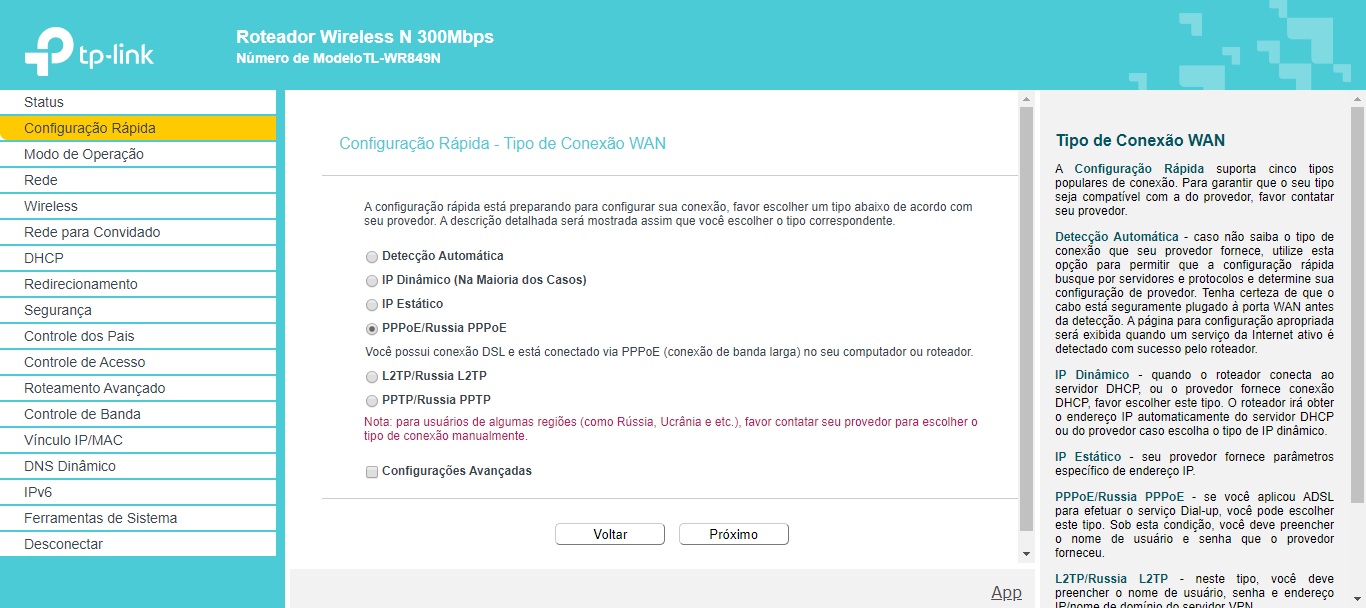 tp-link
Roteador Wireless N 300Mbps
Número de ModeloTL-WR849N
Status
Configuração Rápida
Modo de Operação
Rede
Wireless
Rede para Convidado
DHCP
Redirecionamento
Segurança
Controle dos Pais
Controle de Acesso
Roteamento Avançado
Controle de Banda
Vínculo IP/MAC
DNS Dinâmico
IPv6
Ferramentas de Sistema
Desconectar
Configuração Rápida - Tipo de Conexão WAN
A configuração rápida está preparando para configurar sua conexão, favor escolher um tipo abaixo de acordo com
seu provedor. A descrição detalhada será mostrada assim que você escolher o tipo correspondente.
Detecção Automática
IP Dinâmico (Na Maioria dos Casos)
IP Estático
PPPoE/Russia PPPoE
Você possui conexão DSL e está conectado via PPPoE (conexão de banda larga) no seu computador ou roteador.
L2TP/Russia L2TP
PPTP/Russia PPTP
Nota: para usuários de algumas regiões (como Rússia, Ucrânia e etc.), favor contatar seu provedor para escolher o
tipo de conexão manualmente.
Configurações Avançadas
Voltar
Próximo
App
Tipo de Conexão WAN
A Configuração Rápida suporta cinco tipos
populares de conexão. Para garantir que o seu tipo
seja compatível com a do provedor, favor contatar
seu provedor.
Detecção Automática - caso não saiba o tipo de
conexão que seu provedor fornece, utilize esta
opção para permitir que a configuração rápida
busque por servidores e protocolos e determine sua
configuração de provedor. Tenha certeza de que o
cabo está seguramente plugado à porta WAN antes
da detecção. A página para configuração apropriada
será exibida quando um serviço da Internet ativo é
detectado com sucesso pelo roteador.
IP Dinâmico - quando o roteador conecta ao
servidor DHCP, ou o provedor fornece conexão
DHCP, favor escolher este tipo. O roteador irá obter
o endereço IP automaticamente do servidor DHCP
ou do provedor caso escolha o tipo de IP dinâmico.
IP Estático - seu provedor fornece parâmetros
específico de endereço IP.
PPPoE/Russia PPPoE - se você aplicou ADSL
para efetuar o serviço Dial-up, você pode escolher
este tipo. Sob esta condição, você deve preencher
o nome de usuário e senha que o provedor
forneceu.
L2TP/Russia L2TP - neste tipo, você deve
preencher o nome de usuário, senha e endereço
IP/nome de domínio do servidor VPN